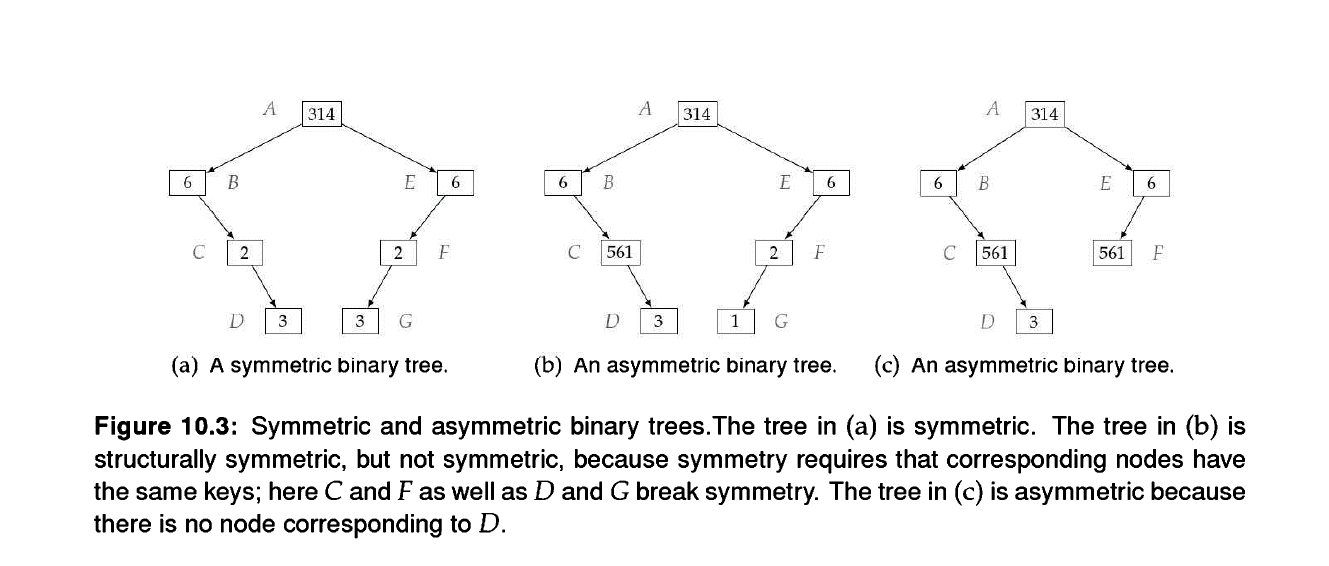 A 314 A 314 A 314
6 B E 6 6 B E 6 6 B E 6
C 2 2 F C 561 2 F C 561 561 F
D 3 3 G D 3 1 G D 3
(a) A symmetric binary tree. (b) An asymmetric binary tree. (c) An asymmetric binary tree.
Figure 10.3: Symmetric and asymmetric binary trees.The tree in (a) is symmetric. The tree in (b) is
structurally symmetric, but not symmetric, because symmetry requires that corresponding nodes have
the same keys; here C and F as well as D and G break symmetry. The tree in (c) is asymmetric because
there is no node corresponding to D.